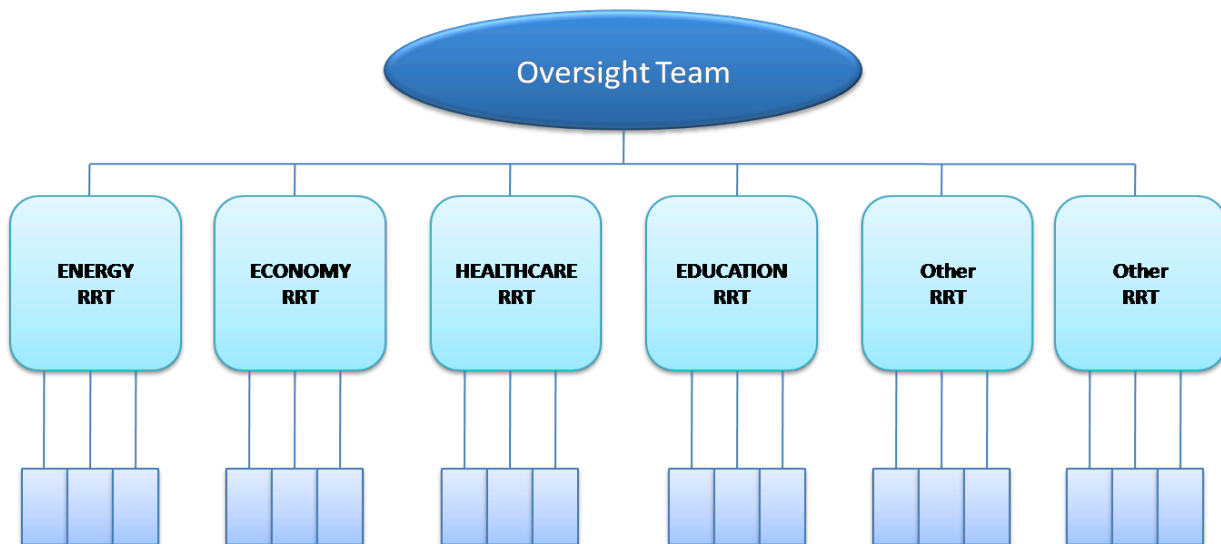 Oversight Team
ENERGY
RRT
ECONOMY
RRT
HEALTHCARE
RRT
EDUCATION
RRT
Other
RRT
Other
RRT